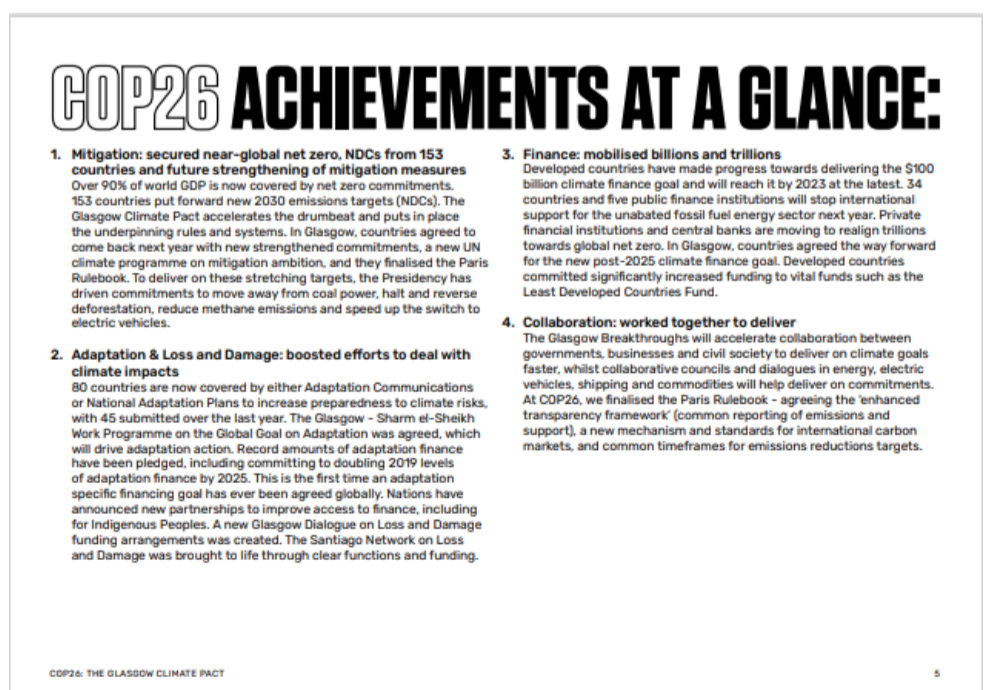 COP26 ACHIEVEMENTS AT A GLANCE:
1. Mitigation: secured near-global net zero, NDCs from 153
countries and future strengthening of mitigation measures
Over 90% of world GDP is now covered by net zero commitments.
153 countries put forward new 2030 emissions targets (NDCs). The
Glasgow Climate Pact accelerates the drumbeat and puts in place
the underpinning rules and systems. In Glasgow, countries agreed to
come back next year with new strengthened commitments, a new UN
climate programme on mitigation ambition, and they finalised the Paris
Rulebook. To deliver on these stretching targets, the Presidency has
driven commitments to move away from coal power, halt and reverse
deforestation, reduce methane emissions and speed up the switch to
electric vehicles.
2. Adaptation & Loss and Damage: boosted efforts to deal with
climate impacts
80 countries are now covered by either Adaptation Communications
or National Adaptation Plans to increase preparedness to climate risks,
with 45 submitted over the last year. The Glasgow - Sharm el-Sheikh
Work Programme on the Global Goal on Adaptation was agreed, which
will drive adaptation action. Record amounts of adaptation finance
have been pledged, including committing to doubling 2019 levels
of adaptation finance by 2025. This is the first time an adaptation
specific financing goal has ever been agreed globally. Nations have
announced new partnerships to improve access to finance, including
for Indigenous Peoples. A new Glasgow Dialogue on Loss and Damage
funding arrangements was created. The Santiago Network on Loss
and Damage was brought to life through clear functions and funding.
3. Finance: mobilised billions and trillions
Developed countries have made progress towards delivering the $100
billion climate finance goal and will reach it by 2023 at the latest. 34
countries and five public finance institutions will stop international
support for the unabated fossil fuel energy sector next year. Private
financial institutions and central banks are moving to realign trillions
towards global net zero. In Glasgow, countries agreed the way forward
for the new post-2025 climate finance goal. Developed countries
committed significantly increased funding to vital funds such as the
Least Developed Countries Fund.
4. Collaboration: worked together to deliver
The Glasgow Breakthroughs will accelerate collaboration between
governments, businesses and civil society to deliver on climate goals
faster, whilst collaborative councils and dialogues in energy, electric
vehicles, shipping and commodities will help deliver on commitments.
At COP26, we finalised the Paris Rulebook - agreeing the 'enhanced
transparency framework' (common reporting of emissions and
support), a new mechanism and standards for international carbon
markets, and common timeframes for emissions reductions targets.
COP26: THE GLASGOW CLIMATE PACT
5